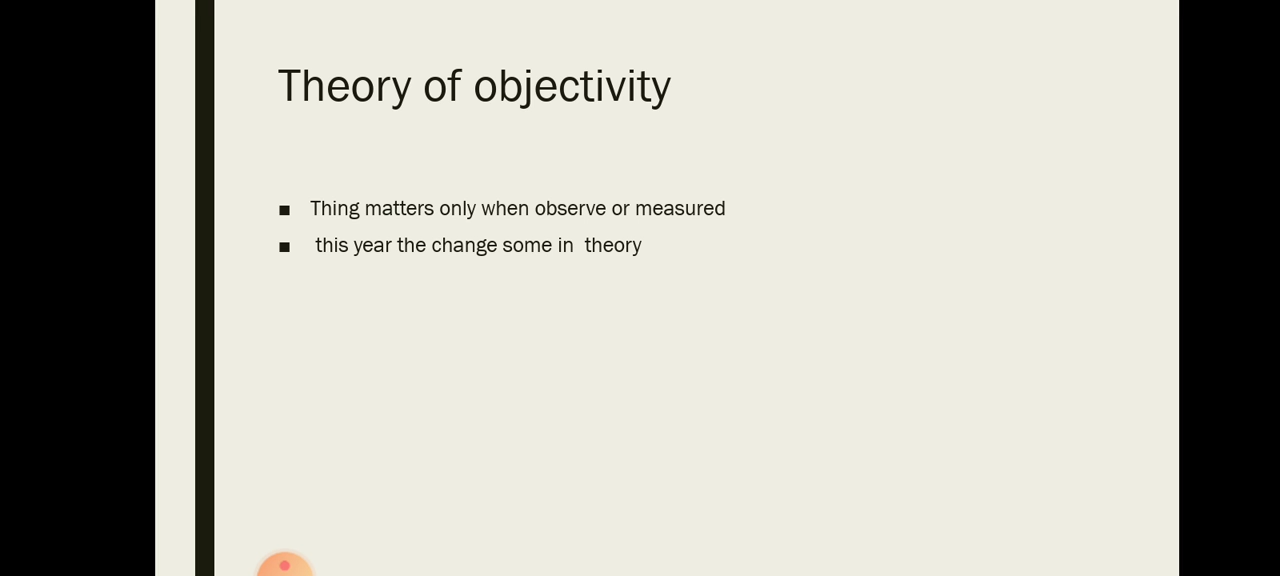 Theory of objectivity
▪ Thing matters only when observe or measured
▪ this year the change some in theory